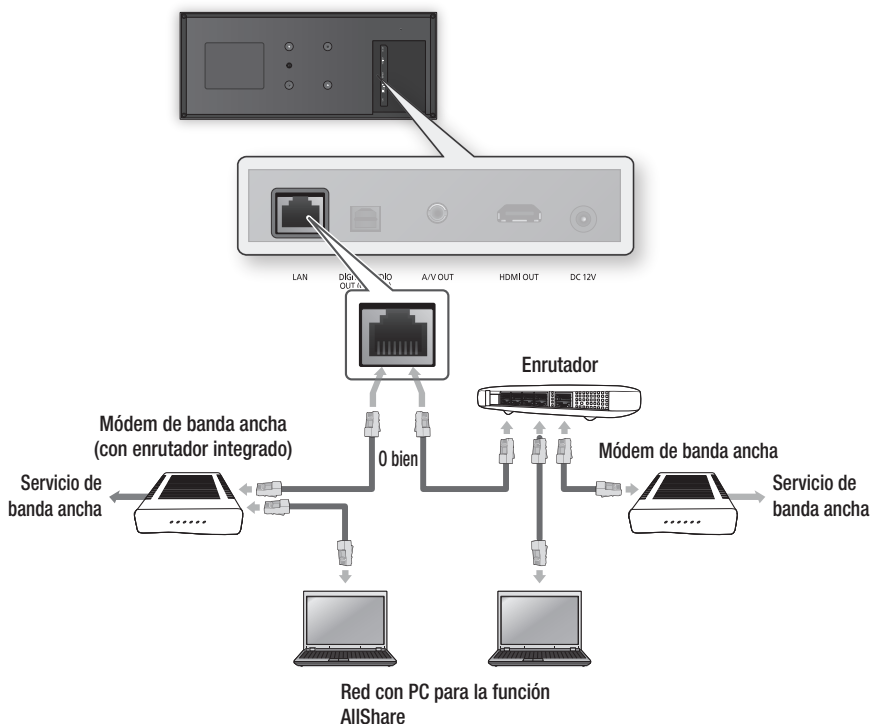 LAN
A/V OUT
HDMI OUT
DC 12V
Enrutador
Módem de banda ancha
(con enrutador integrado)
O bien
Módem de banda ancha
Servicio de
banda ancha
Servicio de
banda ancha
Red con PC para la función
AllShare